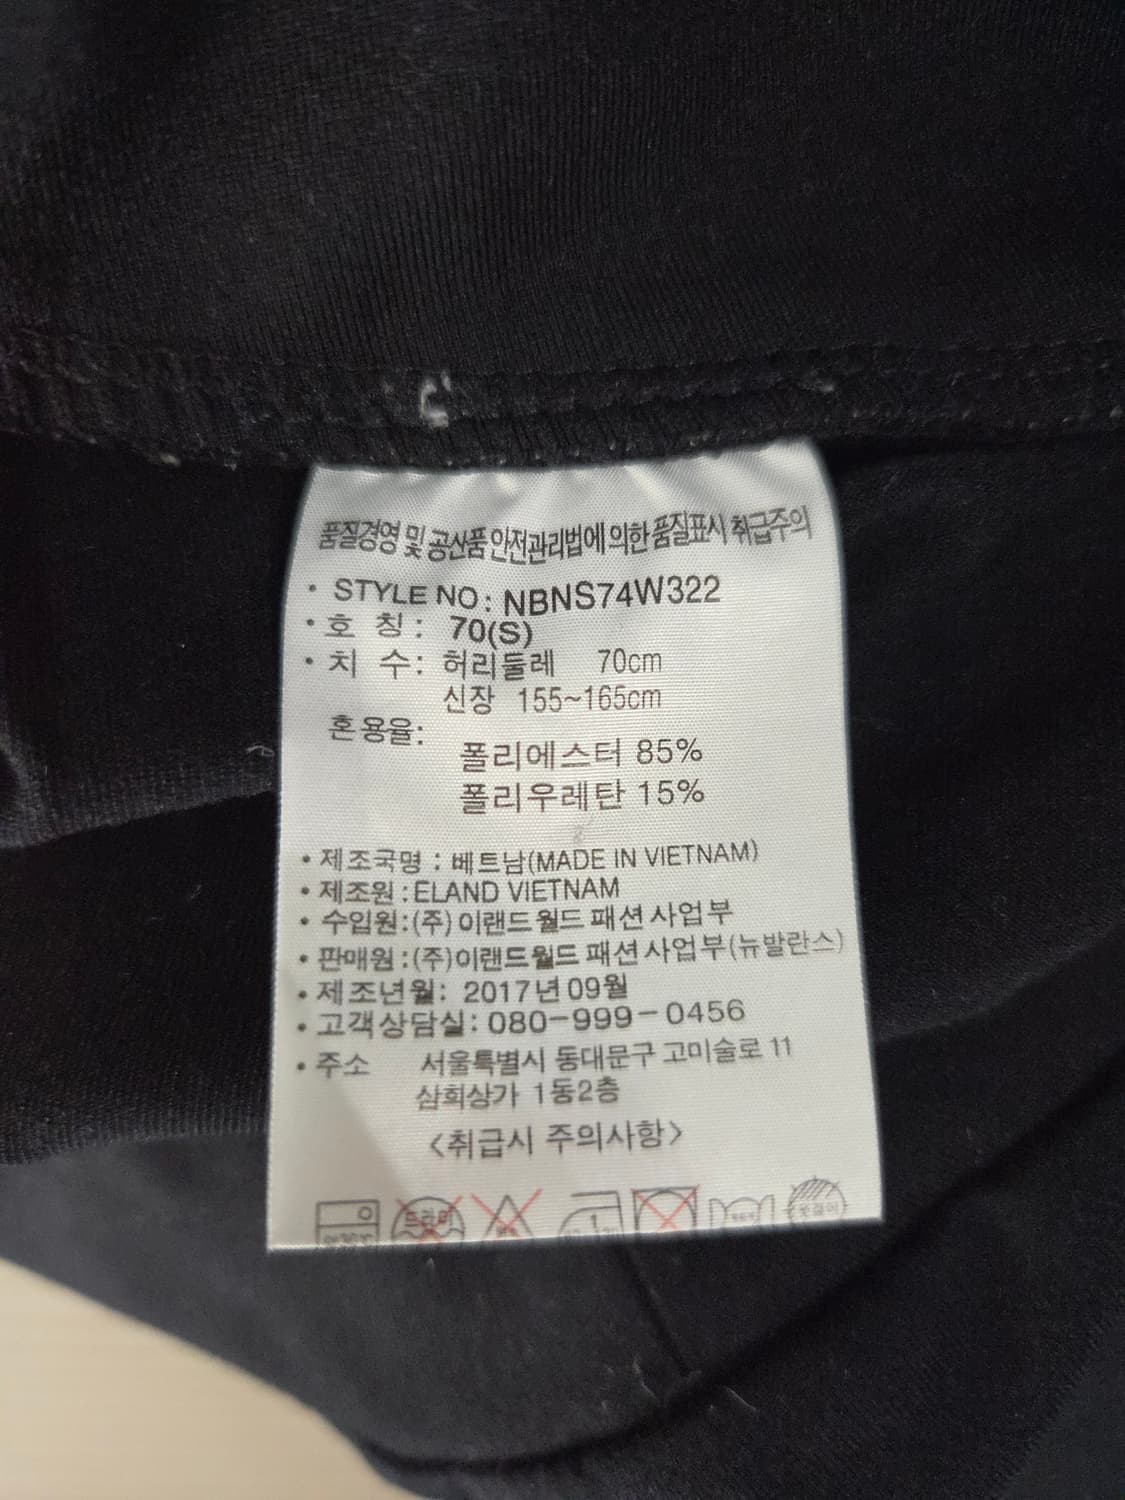 품질경영 및 공산품 안전관리법에 의한 품질표시 취급주의
• STYLE NO: NBNS74W322
• 호 칭: 70(S)
• 치 수: 허리둘레 70cm
신장 155~165cm
혼용율:
폴리에스터 85%
폴리우레탄 15%
• 제조국명 : 베트남(MADE IN VIETNAM)
• 제조원 : ELAND VIETNAM
• 수입원:(주)이랜드월드 패션 사업부
• 판매원:(주)이랜드월드 패션 사업부(뉴발란스)
• 제조년월: 2017년 09월
• 고객상담실: 080-999-0456
• 주소 서울특별시 동대문구 고미술로 11
삼희상가 1동2층
<취급시 주의사항>
드라이 1 옷걸이